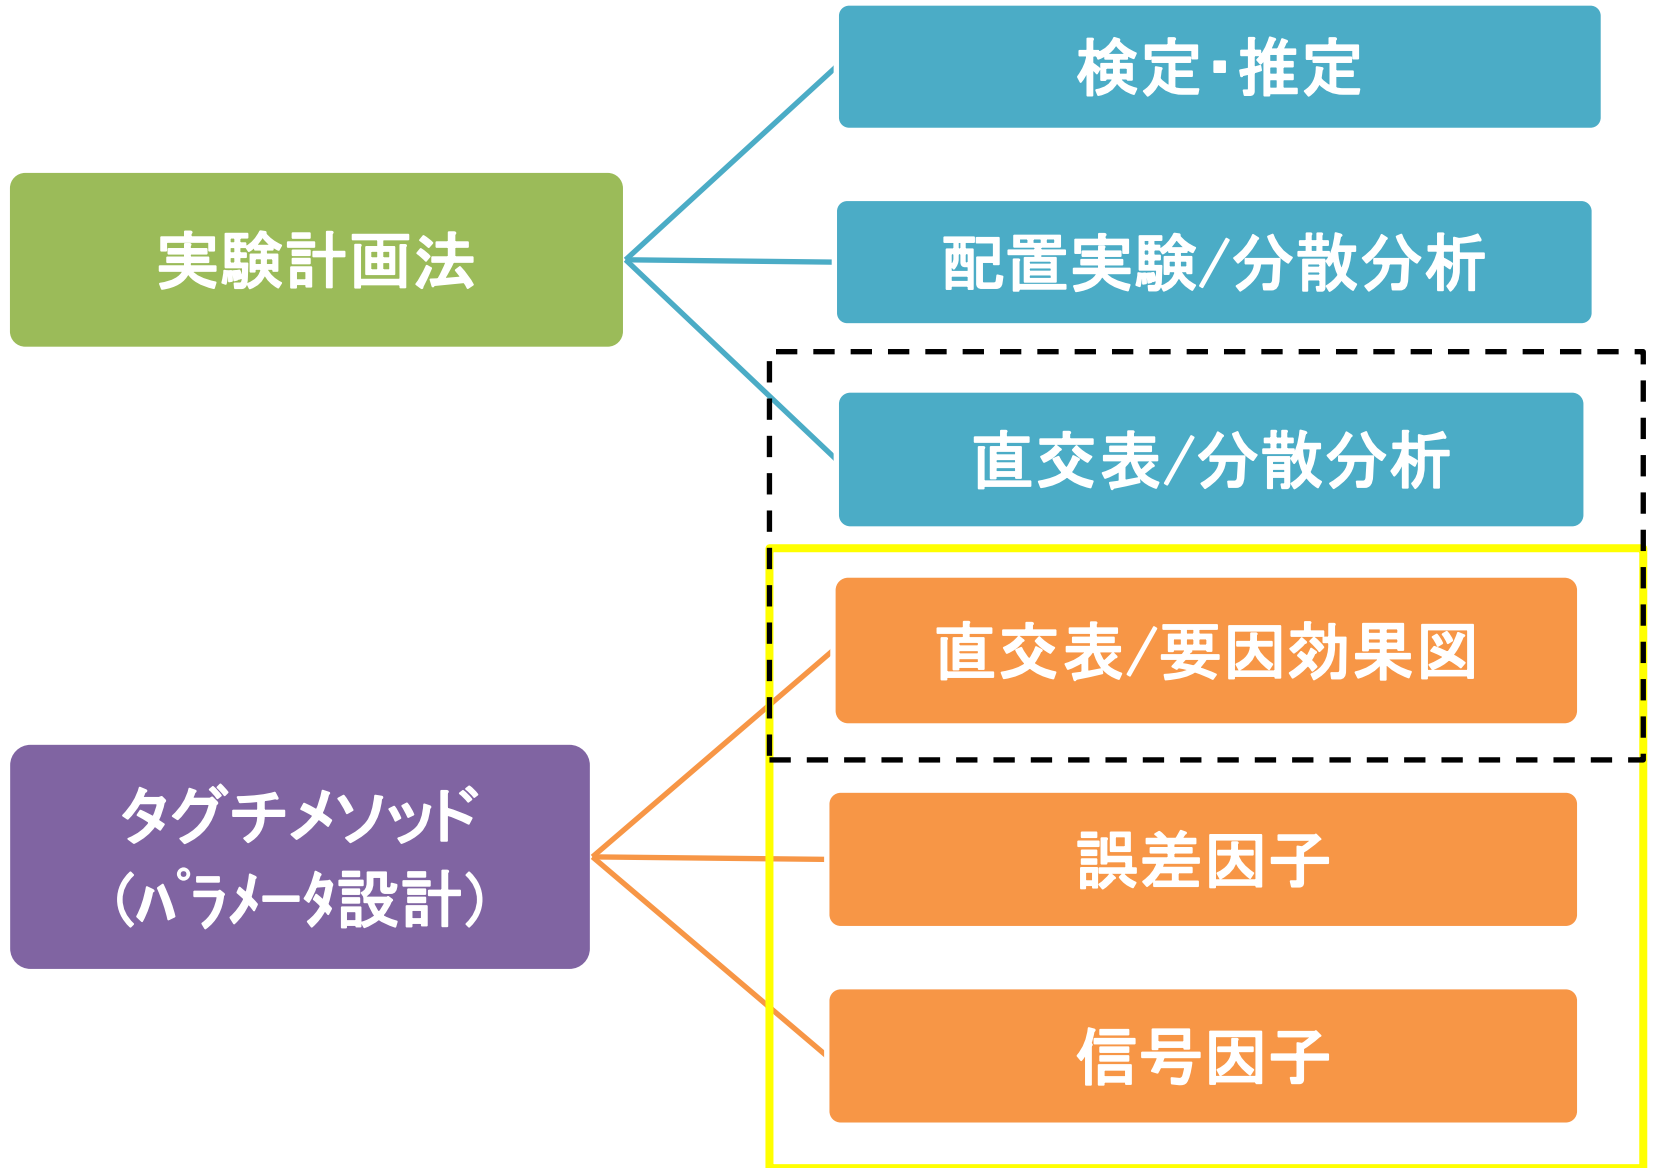 検定・推定
実験計画法
配置実験/分散分析
直交表/分散分析
直交表/要因効果図
タグチメソッド
(パラメータ設計)
誤差因子
信号因子